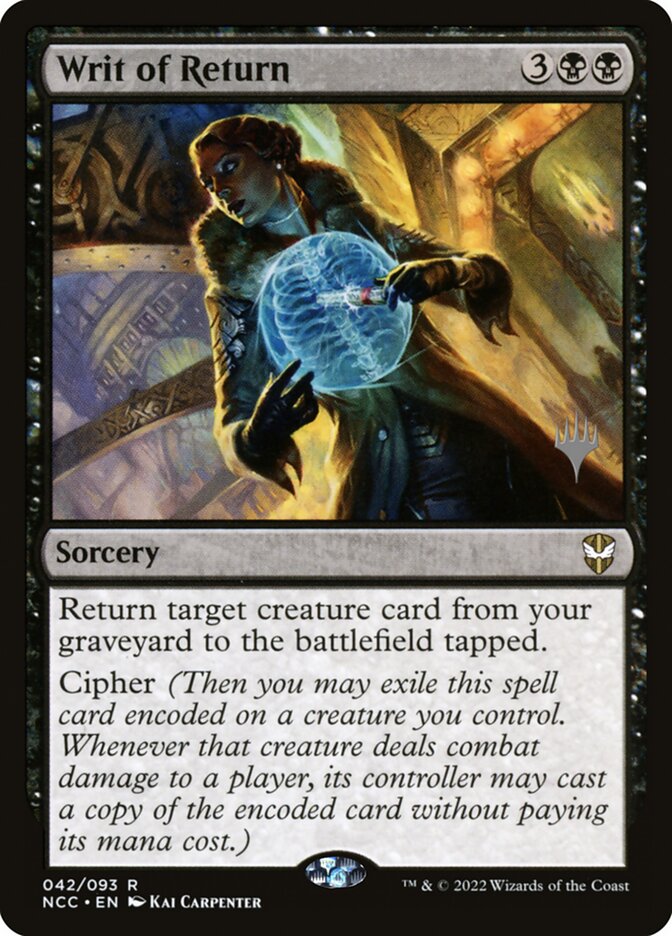 Writ of Return 3
Sorcery
Return target creature card from your
graveyard to the battlefield tapped.
Cipher (Then you may exile this spell
card encoded on a creature you control.
Whenever that creature deals combat
damage to a player, its controller may cast
a copy of the encoded card without paying
its mana cost.)
042/093 R
NCC • EN Kai Carpenter
™ & © 2022 Wizards of the Coast